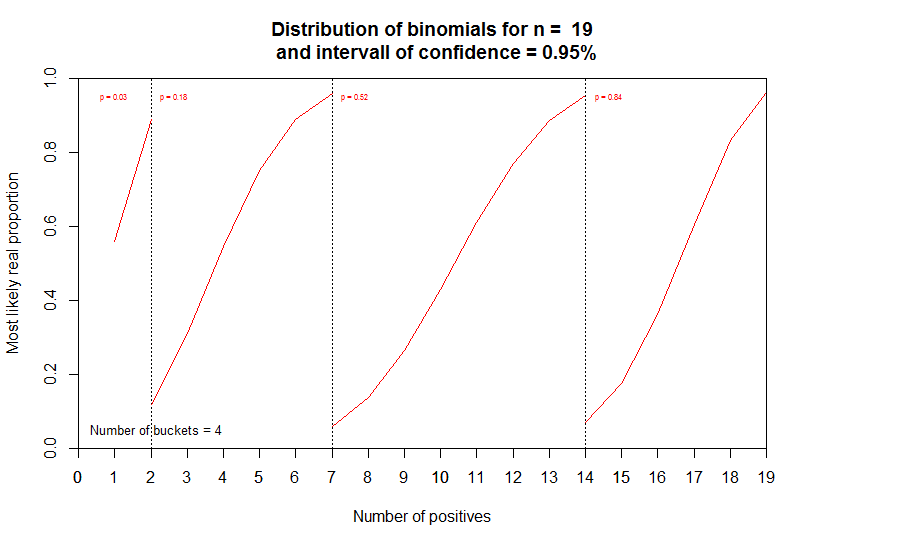 Distribution of binomials for n =  19
and intervall of confidence = 0.95%
Most likely real proportion
1.0
0.8
0.6
0.4
0.2
0.0
p = 0.03
p = 0.18
p = 0.52
p = 0.84
Number of buckets = 4
0 1 2 3 4 5 6 7 8 9 10 11 12 13 14 15 16 17 18 19
Number of positives